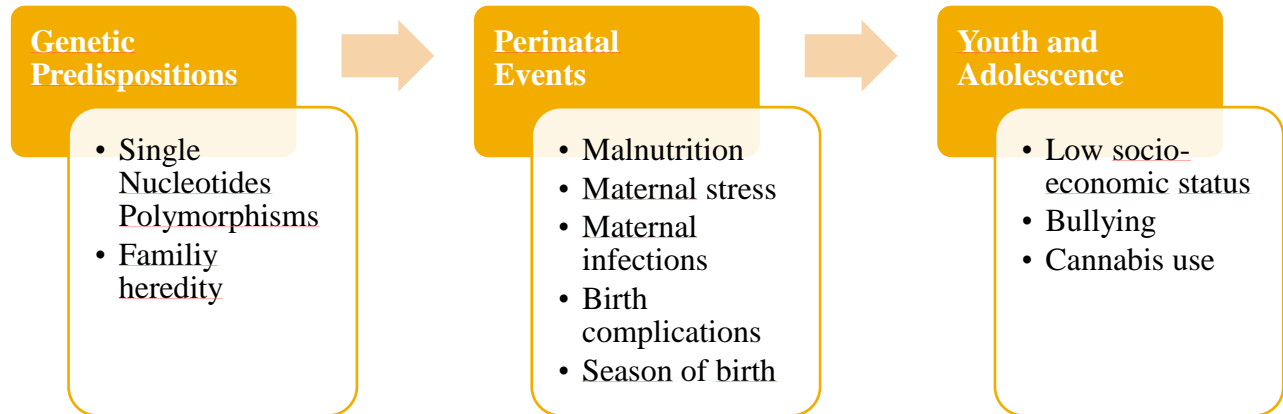 Genetic
Predispositions
• Single
Nucleotides
Polymorphisms
• Familiy
heredity
Perinatal
Events
• Malnutrition
• Maternal stress
• Maternal
infections
• Birth
complications
• Season of birth
Youth and
Adolescence
• Low socio-
economic status
• Bullying
• Cannabis use